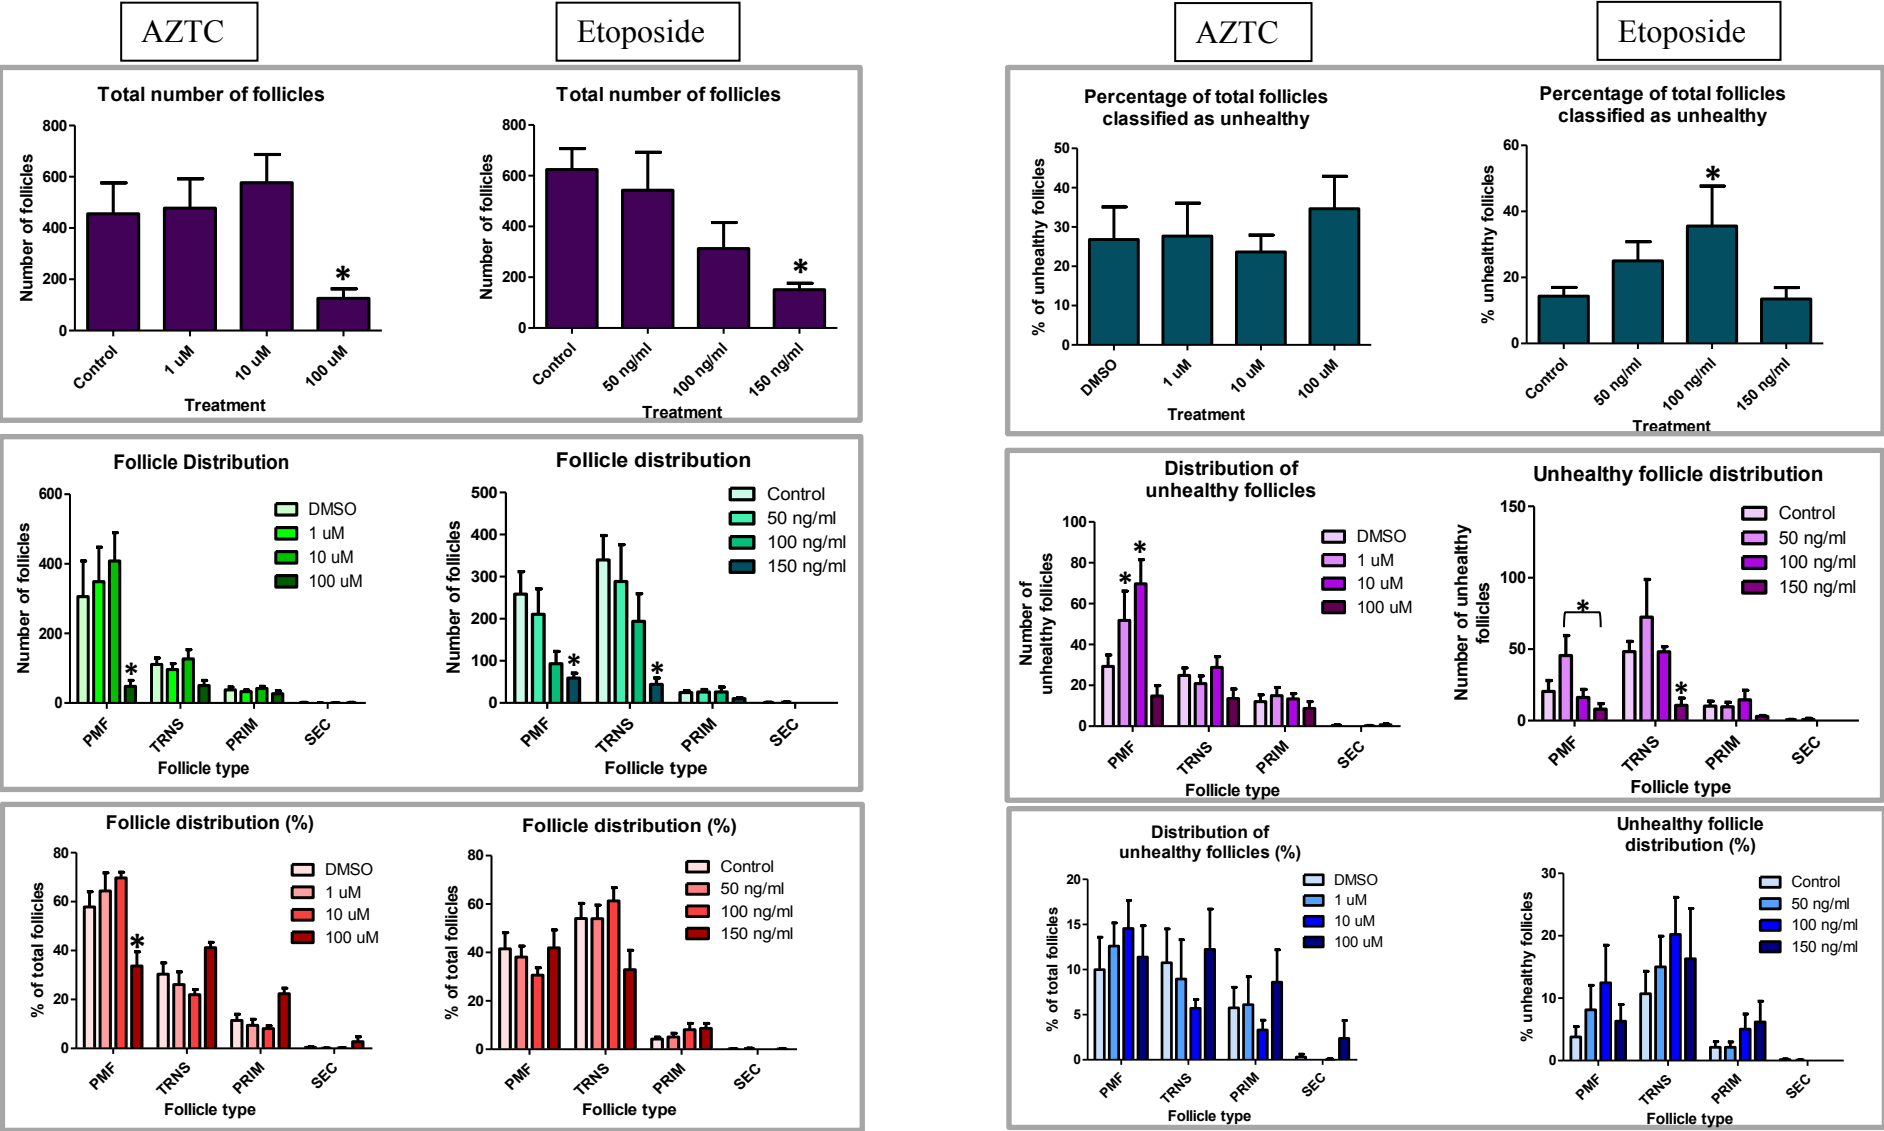 AZTC
Etoposide
AZTC
Etoposide
Total number of follicles
Number of follicles
800
600
400
200
0
Control
1 uM
10 uM
100 uM
*
Treatment
Total number of follicles
Number of follicles
800
600
400
200
0
Control
50 ng/ml
100 ng/ml
150 ng/ml
*
Treatment
Percentage of total follicles
classified as unhealthy
% of unhealthy follicles
50
40
30
20
10
0
DMSO
1 uM
10 uM
100 uM
Treatment
Percentage of total follicles
classified as unhealthy
% unhealthy follicles
60
40
20
0
*
Control
50 ng/ml
100 ng/ml
150 ng/ml
Treatment
Follicle Distribution
Number of follicles
600
400
200
0
DMSO
1 uM
10 uM
100 uM
*
PMF
TRNS
PRIM
SEC
Follicle type
Follicle distribution
Number of follicles
500
400
300
200
100
0
Control
50 ng/ml
100 ng/ml
150 ng/ml
*
*
PMF
TRNS
PRIM
SEC
Follicle type
Distribution of
unhealthy follicles
Number of
unhealthy follicles
100
80
60
40
20
0
DMSO
1 uM
10 uM
100 uM
*
*
PMF
TRNS
PRIM
SEC
Follicle type
Unhealthy follicle distribution
Number of unhealthy
follicles
150
100
50
0
Control
50 ng/ml
100 ng/ml
150 ng/ml
*
*
PMF
TRNS
PRIM
SEC
Follicle type
Follicle distribution (%)
% of total follicles
80
60
40
20
0
DMSO
1 uM
10 uM
100 uM
*
PMF
TRNS
PRIM
SEC
Follicle type
Follicle distribution (%)
% of total follicles
80
60
40
20
0
Control
50 ng/ml
100 ng/ml
150 ng/ml
PMF
TRNS
PRIM
SEC
Follicle type
Distribution of
unhealthy follicles (%)
% of total follicles
20
15
10
5
0
DMSO
1 uM
10 uM
100 uM
PMF
TRNS
PRIM
SEC
Follicle type
Unhealthy follicle
distribution (%)
% unhealthy follicles
30
20
10
0
Control
50 ng/ml
100 ng/ml
150 ng/ml
PMF
TRNS
PRIM
SEC
Follicle type